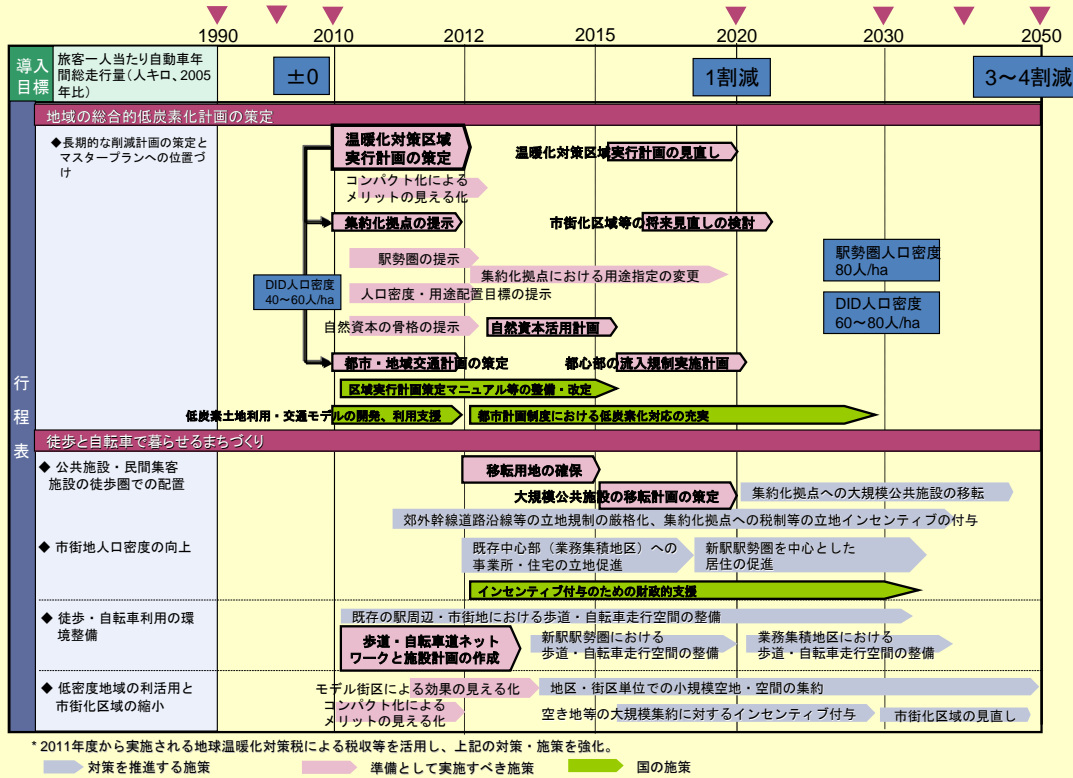 1990
2010
2012
2015
2020
2030
2050
導入
目標
旅客一人当たり自動車年
間総走行量（人キロ、2005
年比）
±0
1割減
3～4割減
行
程
表
地域の総合的低炭素化計画の策定
◆長期的な削減計画の策定と
マスタープランへの位置づ
け
温暖化対策区域
実行計画の策定
温暖化対策区域実行計画の見直し
コンパクト化による
メリットの見える化
集約化拠点の提示
市街化区域等の将来見直しの検討
駅勢圏の提示
集約化拠点における用途指定の変更
駅勢圏人口密度
80人/ha
DID人口密度
40～60人/ha
人口密度・用途配置目標の提示
DID人口密度
60～80人/ha
自然資本の骨格の提示
自然資本活用計画
都市・地域交通計画の策定
都心部の流入規制実施計画
区域実行計画策定マニュアル等の整備・改定
低炭素土地利用・交通モデルの開発、利用支援
都市計画制度における低炭素化対応の充実
徒歩と自転車で暮らせるまちづくり
◆ 公共施設・民間集客
施設の徒歩圏での配置
移転用地の確保
大規模公共施設の移転計画の策定
集約化拠点への大規模公共施設の移転
郊外幹線道路沿線等の立地規制の厳格化、集約化拠点への税制等の立地インセンティブの付与
◆ 市街地人口密度の向上
既存中心部（業務集積地区）への
事業所・住宅の立地促進
新駅駅勢圏を中心とした
居住の促進
インセンティブ付与のための財政的支援
◆ 徒歩・自転車利用の環
境整備
既存の駅周辺・市街地における歩道・自転車走行空間の整備
歩道・自転車道ネット
ワークと施設計画の作成
新駅駅勢圏における
歩道・自転車走行空間の整備
業務集積地区における
歩道・自転車走行空間の整備
◆ 低密度地域の利活用と
市街化区域の縮小
モデル街区による効果の見える化
地区・街区単位での小規模空地・空間の集約
コンパクト化による
メリットの見える化
空き地等の大規模集約に対するインセンティブ付与
市街化区域の見直し
* 2011年度から実施される地球温暖化対策税による税収等を活用し、上記の対策・施策を強化。
対策を推進する施策
準備として実施すべき施策
国の施策